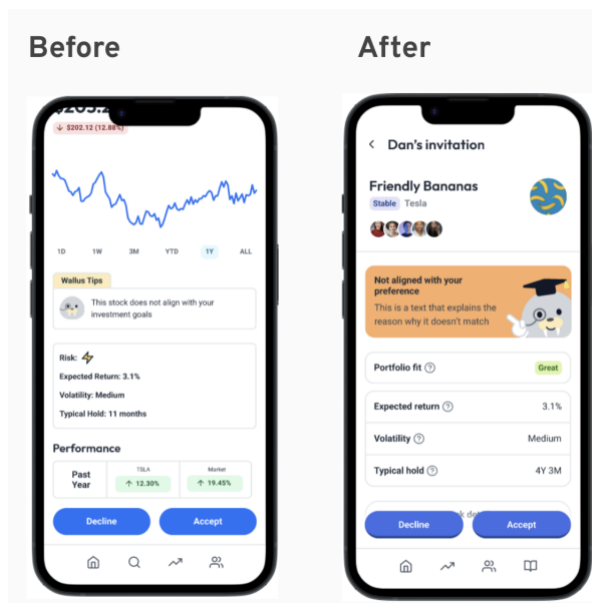 Before
After
$203.2
↓ $202.12 (12.88%)
1D 1W 3M YTD 1Y ALL
Wallus Tips
This stock does not align with your
investment goals
Risk:
Expected Return: 3.1%
Volatility: Medium
Typical Hold: 11 months
Performance
Past
Year
TSLA
↑ 12.30%
Market
↑ 19.45%
Decline
Accept
Dan's invitation
Friendly Bananas
Stable Tesla
Not aligned with your
preference
This is a text that explains the
reason why it doesn't match
Portfolio fit ?
Great
Expected return ?
3.1%
Volatility ?
Medium
Typical hold ?
4Y 3M
Decline
Accept